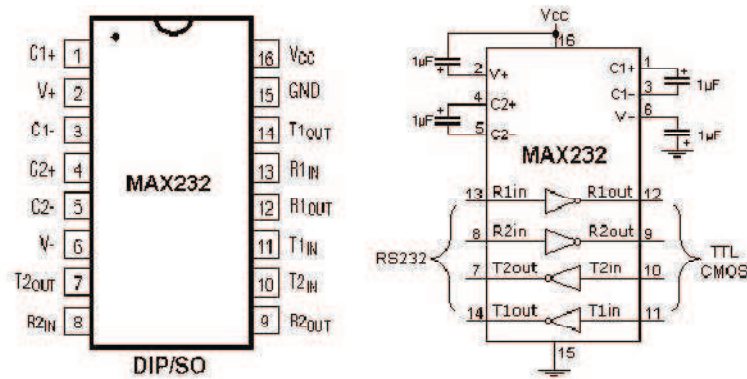 C1+ 1
V+ 2
C1- 3
C2+ 4
C2- 5
V- 6
T2OUT 7
R2IN 8
MAX232
16 VCC
15 GND
14 T1OUT
13 R1IN
12 R1OUT
11 T1IN
10 T2IN
9 R2OUT
DIP/SO
Vcc
16
1µF +
2
V+
4
C2+
1µF +
5
C2-
1
C1+
3
C1-
+
1µF
6
V-
+
1µF
MAX232
13 R1in R1out 12
8 R2in R2out 9
RS232
7 T2out T2in 10
TTL
CMOS
14 T1out T1in 11
15